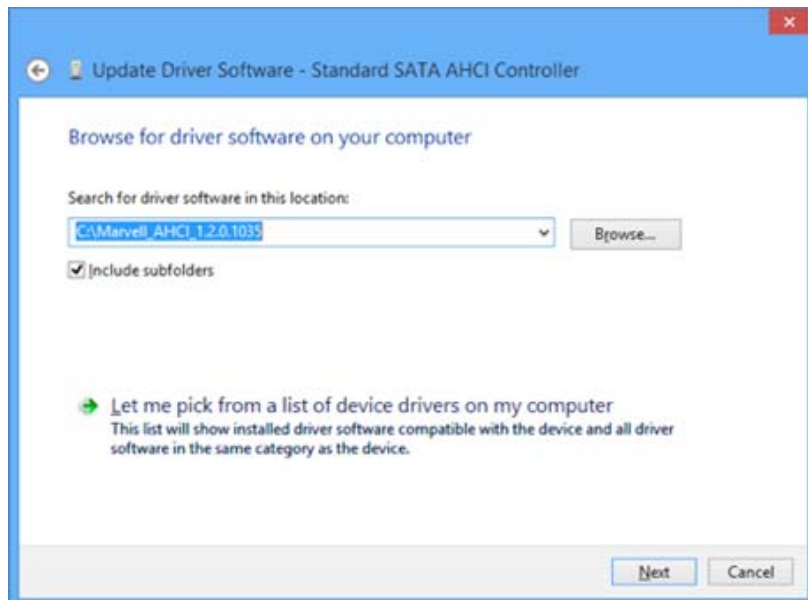 Update Driver Software - Standard SATA AHCI Controller
Browse for driver software on your computer
Search for driver software in this location:
C:\Marvell_AHCI_1.2.0.1035
Browse...
Include subfolders
Let me pick from a list of device drivers on my computer
This list will show installed driver software compatible with the device and all driver
software in the same category as the device.
Next
Cancel